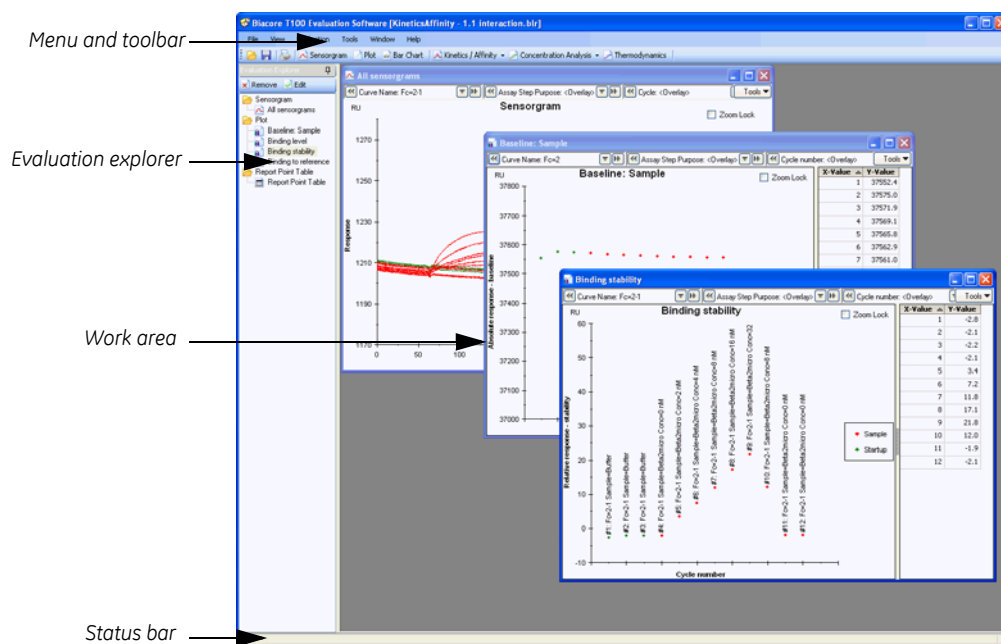 Biacore T100 Evaluation Software [KineticsAffinity - 1.1 interaction.blr]
Menu and toolbar
File View Tools Window Help
Sensorgram Plot Bar Chart Kinetics / Affinity Concentration Analysis Thermodynamics
Evaluation Explorer
Remove Edit
Sensorgram
All sensorgrams
Plot
Baseline: Sample
Binding level
Binding stability
Evaluation explorer
Binding to reference
Report Point Table
Report Point Table
Work area
Status bar
All sensorgrams
Curve Name: Fc=2-1 Assay Step Purpose: <Overlay> Cycle: <Overlay> Tools
Sensorgram
RU
Zoom Lock
1270
1250
1230
1210
1190
1170
Response
0 50 100
Baseline: Sample
Curve Name: Fc=2 Assay Step Purpose: <Overlay> Cycle number: <Overlay> Tools
Baseline: Sample
RU
Zoom Lock
37800
37700
37600
37500
37400
37300
37200
37100
37000
Absolute response - baseline
X-Value Y-Value
1 37552.4
2 37575.0
3 37571.9
4 37569.1
5 37565.8
6 37562.9
7 37561.0
Binding stability
Curve Name: Fc=2-1 Assay Step Purpose: <Overlay> Cycle number: <Overlay> Tools
Binding stability
RU
Zoom Lock
60
50
40
30
20
10
0
-10
Relative response - stability
#1: Fc=2-1 Sample=Buffer
#2: Fc=2-1 Sample=Buffer
#3: Fc=2-1 Sample=Buffer
#4: Fc=2-1 Sample=Beta2micro Conc=0 nM
#5: Fc=2-1 Sample=Beta2micro Conc=2 nM
#6: Fc=2-1 Sample=Beta2micro Conc=4 nM
#7: Fc=2-1 Sample=Beta2micro Conc=8 nM
#8: Fc=2-1 Sample=Beta2micro Conc=16 nM
#9: Fc=2-1 Sample=Beta2micro Conc=32
#10: Fc=2-1 Sample=Beta2micro Conc=8 nM
#11: Fc=2-1 Sample=Beta2micro Conc=0 nM
#12: Fc=2-1 Sample=Beta2micro Conc=0 nM
Cycle number
Sample
Startup
X-Value Y-Value
1 -2.8
2 -2.1
3 -2.2
4 -2.1
5 3.4
6 7.2
7 11.8
8 17.1
9 21.8
10 12.0
11 -1.9
12 -2.1